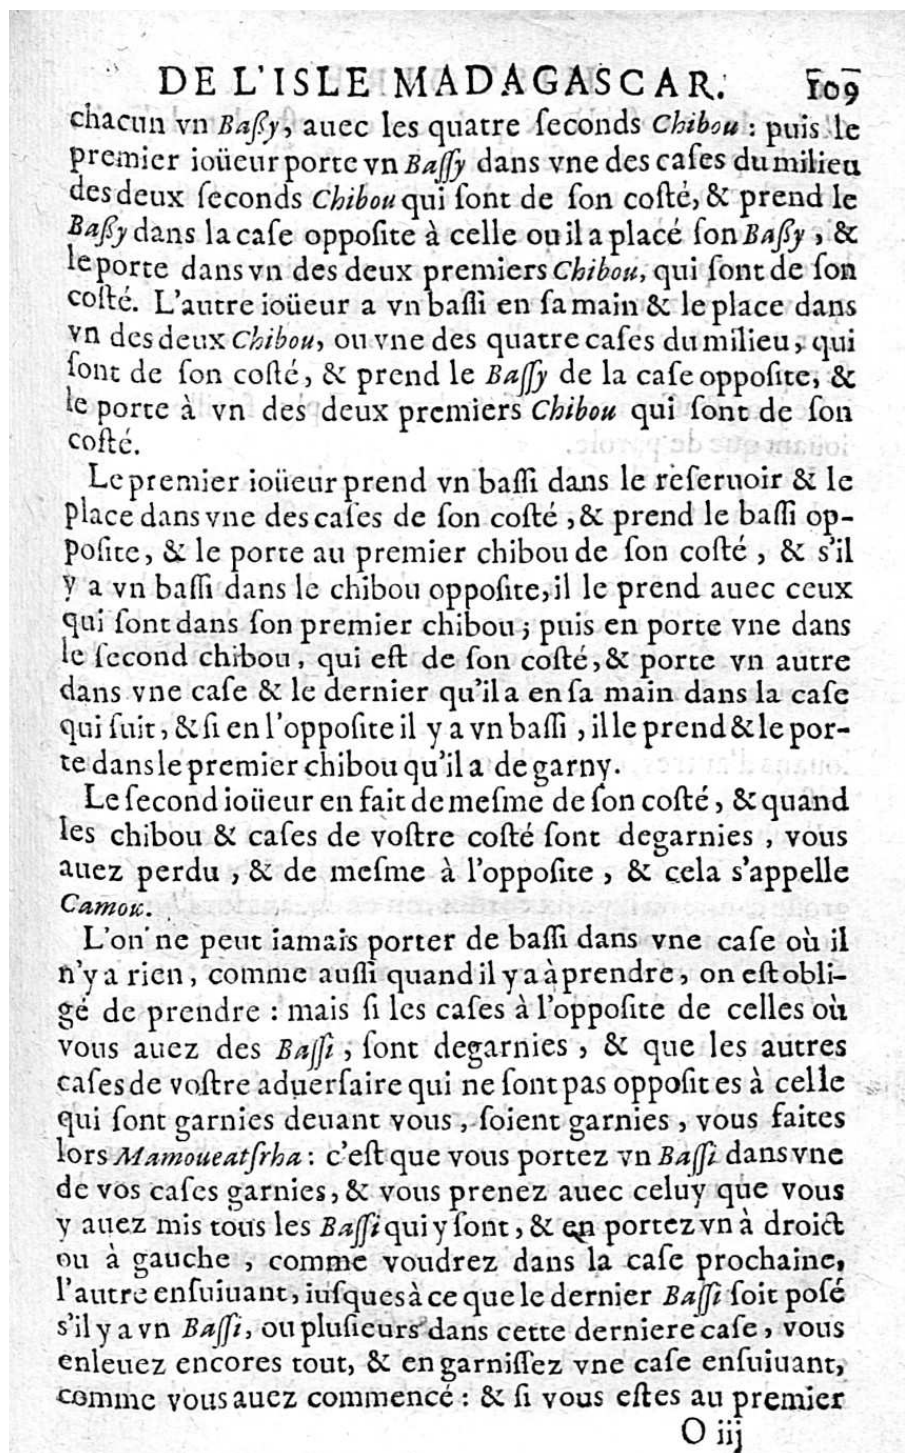 DE L'ISLE MADAGASCAR. 109
chacun vn Baſſy, auec les quatre ſeconds Chibou : puis le
premier ioüeur porte vn Baſſy dans vne des caſes du milieu
des deux ſeconds Chibou qui ſont de ſon coſté, & prend le
Baſſy dans la caſe oppoſite à celle ou il a placé ſon Baſſy, &
le porte dans vn des deux premiers Chibou, qui ſont de ſon
coſté. L'autre ioüeur a vn baſſi en ſa main & le place dans
vn des deux Chibou, ou vne des quatre caſes du milieu, qui
ſont de ſon coſté, & prend le Baſſy de la caſe oppoſite, &
le porte à vn des deux premiers Chibou qui ſont de ſon
coſté.
Le premier ioüeur prend vn baſſi dans le reſeruoir & le
place dans vne des caſes de ſon coſté, & prend le baſſi op-
poſite, & le porte au premier chibou de ſon coſté, & s'il
y a vn baſſi dans le chibou oppoſite, il le prend auec ceux
qui ſont dans ſon premier chibou; puis en porte vne dans
le ſecond chibou, qui eſt de ſon coſté, & porte vn autre
dans vne caſe & le dernier qu'il a en ſa main dans la caſe
qui ſuit, & ſi en l'oppoſite il y a vn baſſi, il le prend & le por-
te dans le premier chibou qu'il a degarny.
Le ſecond ioüeur en fait de meſme de ſon coſté, & quand
les chibou & caſes de voſtre coſté ſont degarnies, vous
auez perdu, & de meſme à l'oppoſite, & cela s'appelle
Camou.
L'on ne peut iamais porter de baſſi dans vne caſe où il
n'y a rien, comme auſſi quand il y a à prendre, on eſt obli-
gé de prendre : mais ſi les caſes à l'oppoſite de celles où
vous auez des Baſſi, ſont degarnies, & que les autres
caſes de voſtre aduerſaire qui ne ſont pas oppoſites à celle
qui ſont garnies deuant vous, ſoient garnies, vous faites
lors Mamoueatſrha : c'eſt que vous portez vn Baſſi dans vne
de vos caſes garnies, & vous prenez auec celuy que vous
y auez mis tous les Baſſi qui y ſont, & en portez vn à droict
ou à gauche, comme voudrez dans la caſe prochaine,
l'autre enſuiuant, iuſques à ce que le dernier Baſſi ſoit poſé
s'il y a vn Baſſi, ou pluſieurs dans cette derniere caſe, vous
enleuez encores tout, & en garniſſez vne caſe enſuiuant,
comme vous auez commencé : & ſi vous eſtes au premier
O iij